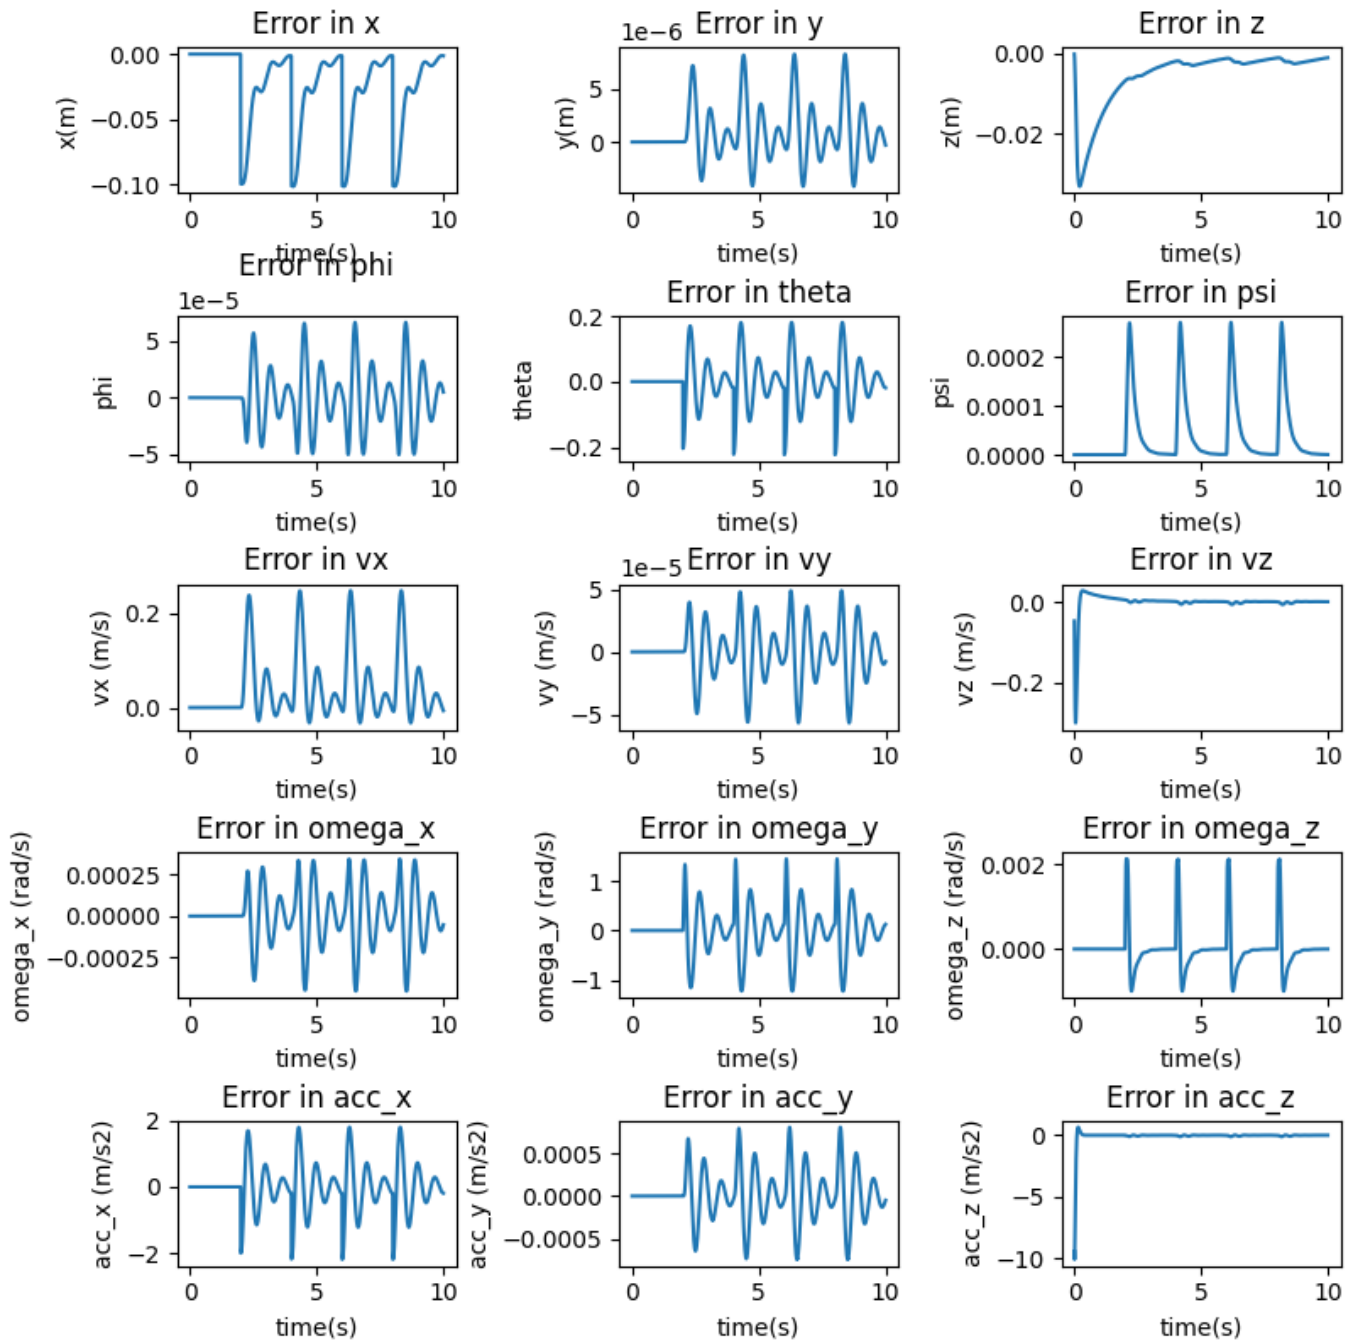 Error in x
0.00
−0.05
−0.10
x(m)
0 5 10
time(s)
1e−6
Error in y
5
0
y(m)
0 5 10
time(s)
Error in z
0.00
−0.02
z(m)
0 5 10
time(s)
Error in phi
1e−5
5
0
−5
phi
0 5 10
time(s)
Error in theta
0.2
0.0
−0.2
theta
0 5 10
time(s)
Error in psi
0.0002
0.0001
0.0000
psi
0 5 10
time(s)
Error in vx
0.2
0.0
vx (m/s)
0 5 10
time(s)
1e−5
Error in vy
5
0
−5
vy (m/s)
0 5 10
time(s)
Error in vz
0.0
−0.2
vz (m/s)
0 5 10
time(s)
Error in omega_x
0.00025
0.00000
−0.00025
omega_x (rad/s)
0 5 10
time(s)
Error in omega_y
1
0
−1
omega_y (rad/s)
0 5 10
time(s)
Error in omega_z
0.002
0.000
omega_z (rad/s)
0 5 10
time(s)
Error in acc_x
2
0
−2
acc_x (m/s2)
0 5 10
time(s)
Error in acc_y
0.0005
0.0000
−0.0005
acc_y (m/s2)
0 5 10
time(s)
Error in acc_z
0
−5
−10
acc_z (m/s2)
0 5 10
time(s)